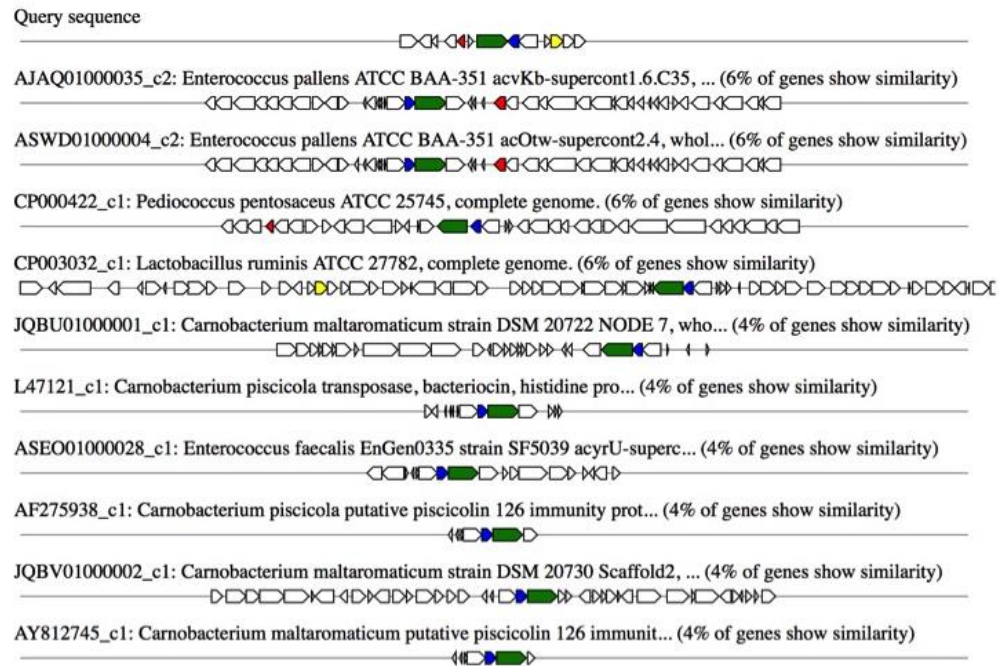 Query sequence
AJAQ01000035_c2: Enterococcus pallens ATCC BAA-351 acvKb-supercont1.6.C35, ... (6% of genes show similarity)
ASWD01000004_c2: Enterococcus pallens ATCC BAA-351 acOtw-supercont2.4, whol... (6% of genes show similarity)
CP000422_c1: Pediococcus pentosaceus ATCC 25745, complete genome. (6% of genes show similarity)
CP003032_c1: Lactobacillus ruminis ATCC 27782, complete genome. (6% of genes show similarity)
JQBU01000001_c1: Carnobacterium maltaromaticum strain DSM 20722 NODE 7, who... (4% of genes show similarity)
L47121_c1: Carnobacterium piscicola transposase, bacteriocin, histidine pro... (4% of genes show similarity)
ASEO01000028_c1: Enterococcus faecalis EnGen0335 strain SF5039 acyrU-superc... (4% of genes show similarity)
AF275938_c1: Carnobacterium piscicola putative piscicolin 126 immunity prot... (4% of genes show similarity)
JQBV01000002_c1: Carnobacterium maltaromaticum strain DSM 20730 Scaffold2, ... (4% of genes show similarity)
AY812745_c1: Carnobacterium maltaromaticum putative piscicolin 126 immunit... (4% of genes show similarity)